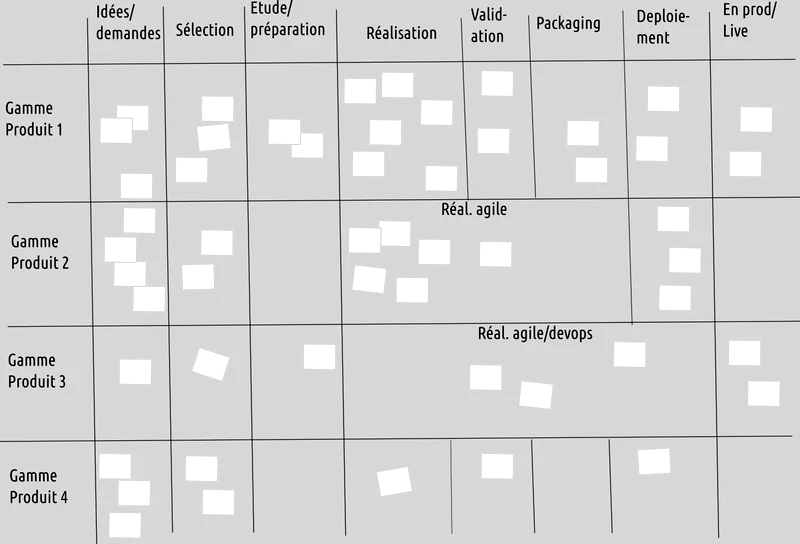 Idées/
demandes
Sélection
Etude/
préparation
Réalisation
Valid-
ation
Packaging
Deploie-
ment
En prod/
Live
Gamme
Produit 1
Réal. agile
Gamme
Produit 2
Réal. agile/devops
Gamme
Produit 3
Gamme
Produit 4